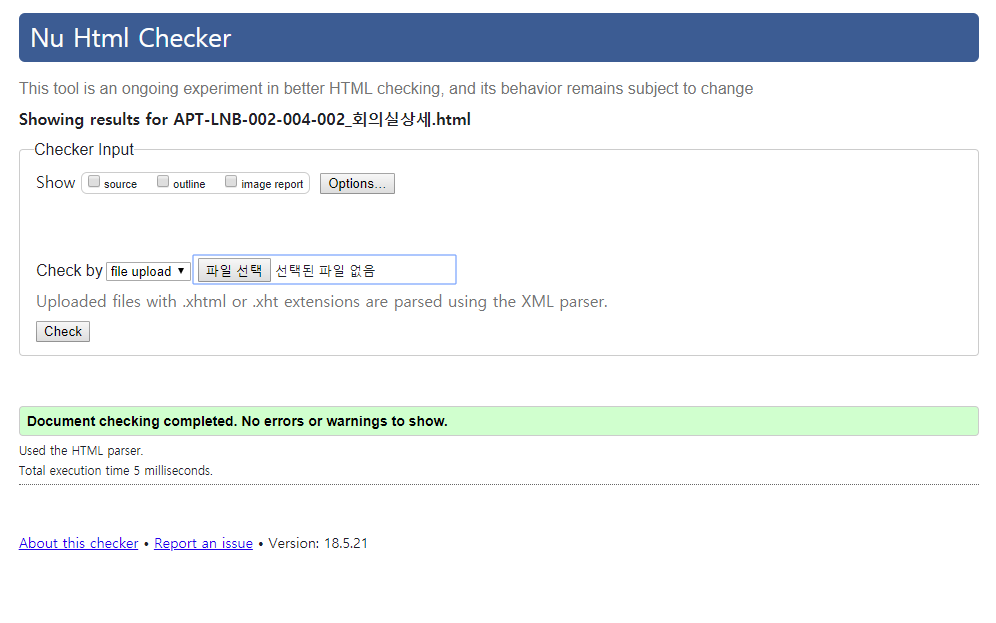 Nu Html Checker
This tool is an ongoing experiment in better HTML checking, and its behavior remains subject to change
Showing results for APT-LNB-002-004-002_회의실상세.html
Checker Input
Show source outline image report Options...
Check by file upload ▼ 파일 선택 선택된 파일 없음
Uploaded files with .xhtml or .xht extensions are parsed using the XML parser.
Check
Document checking completed. No errors or warnings to show.
Used the HTML parser.
Total execution time 5 milliseconds.
About this checker • Report an issue • Version: 18.5.21